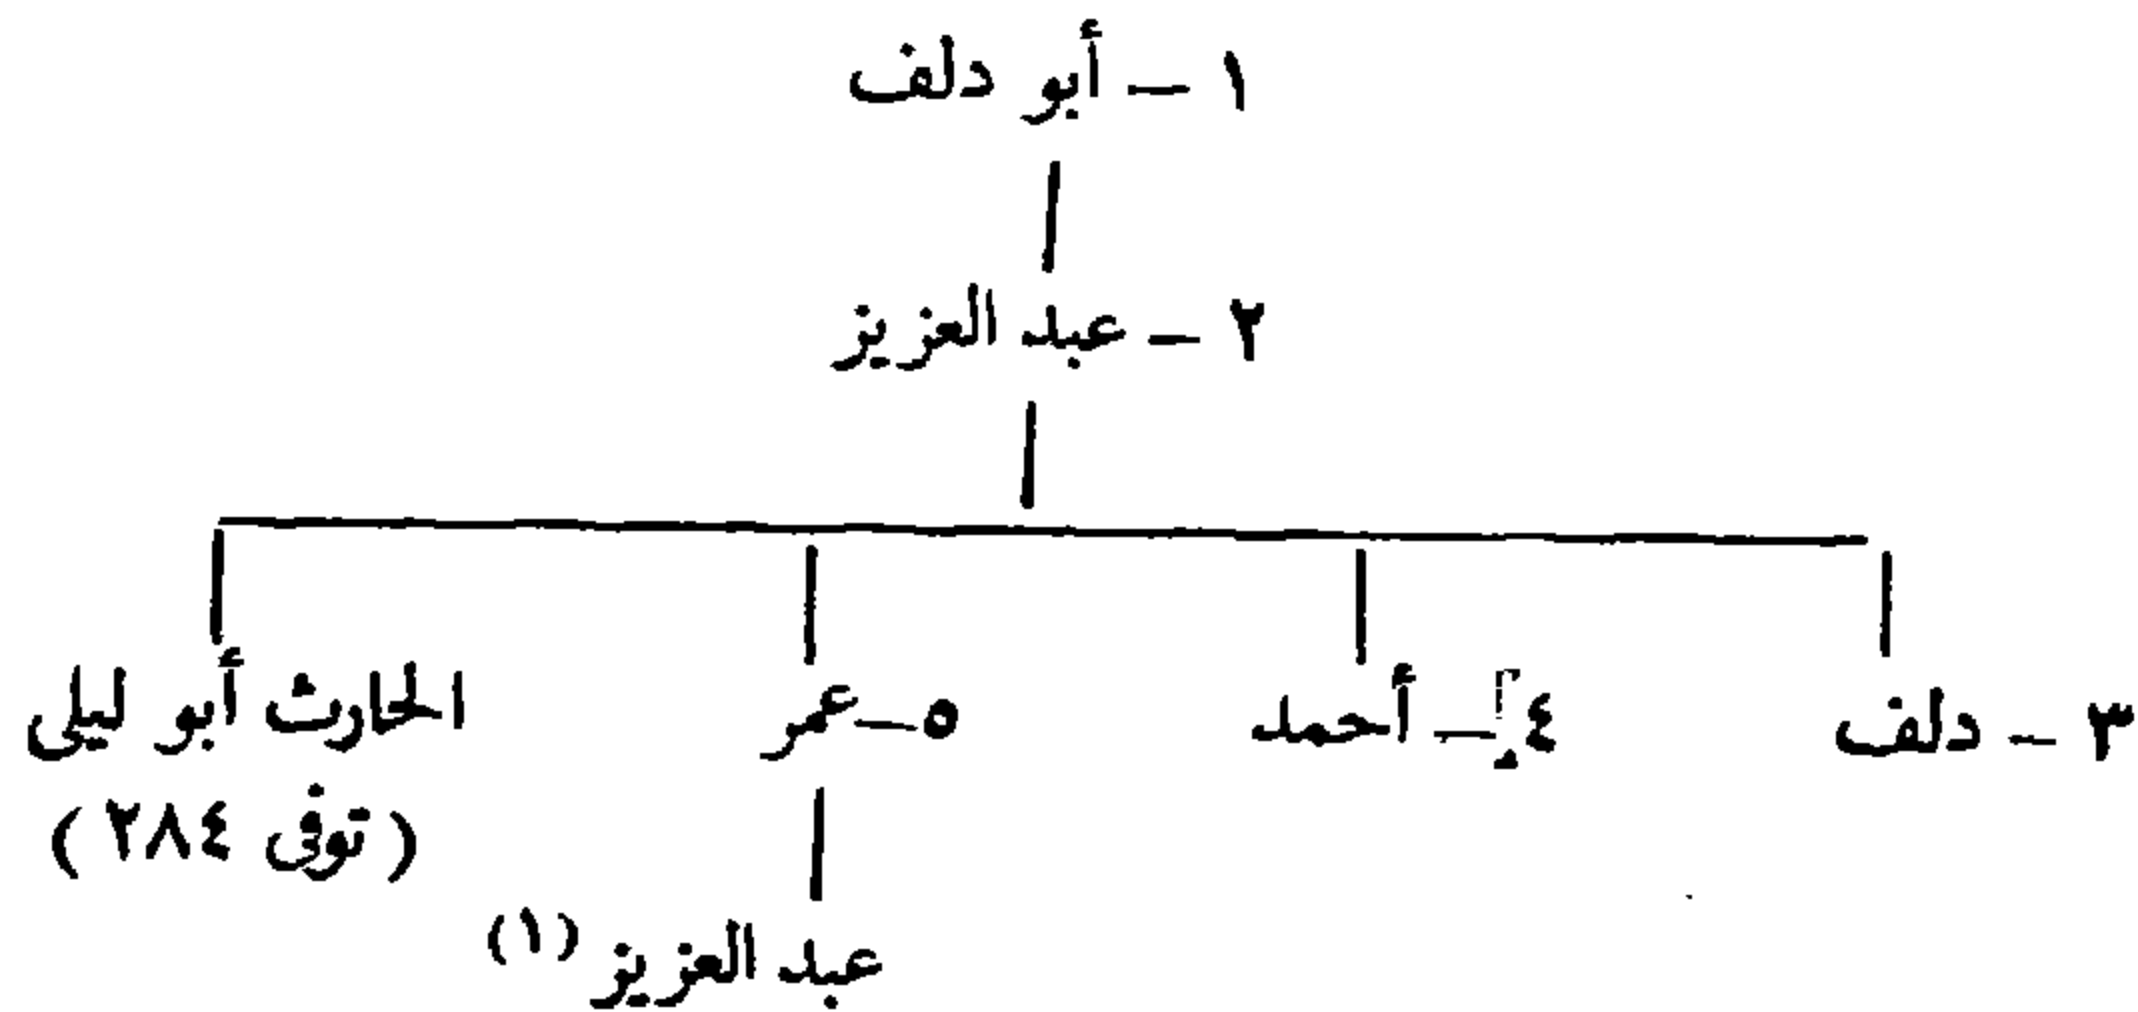 ١ – أبو دلف
٢ – عبد العزيز
٣ – دلف
٤ – أحمد
٥ – عمر
الحارث أبو ليلى
(توفى ٢٨٤)
عبد العزيز (١)